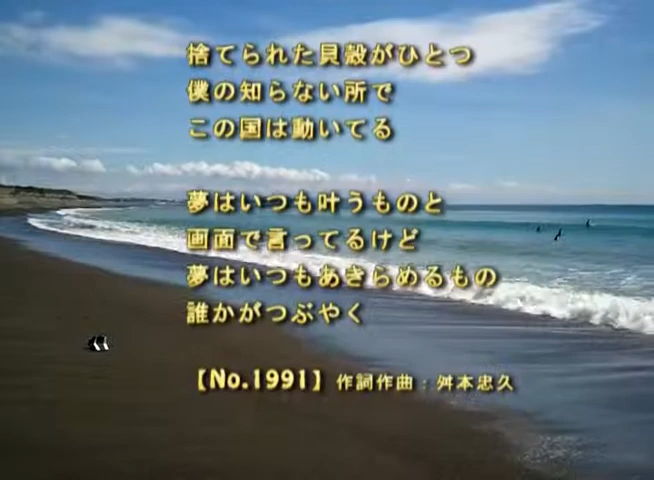 捨てられた貝殻がひとつ
僕の知らない所で
この国は動いてる
夢はいつも叶うものと
画面で言ってるけど
夢はいつもあきらめるもの
誰かがつぶやく
【No.1991】 作詞作曲：舛本忠久